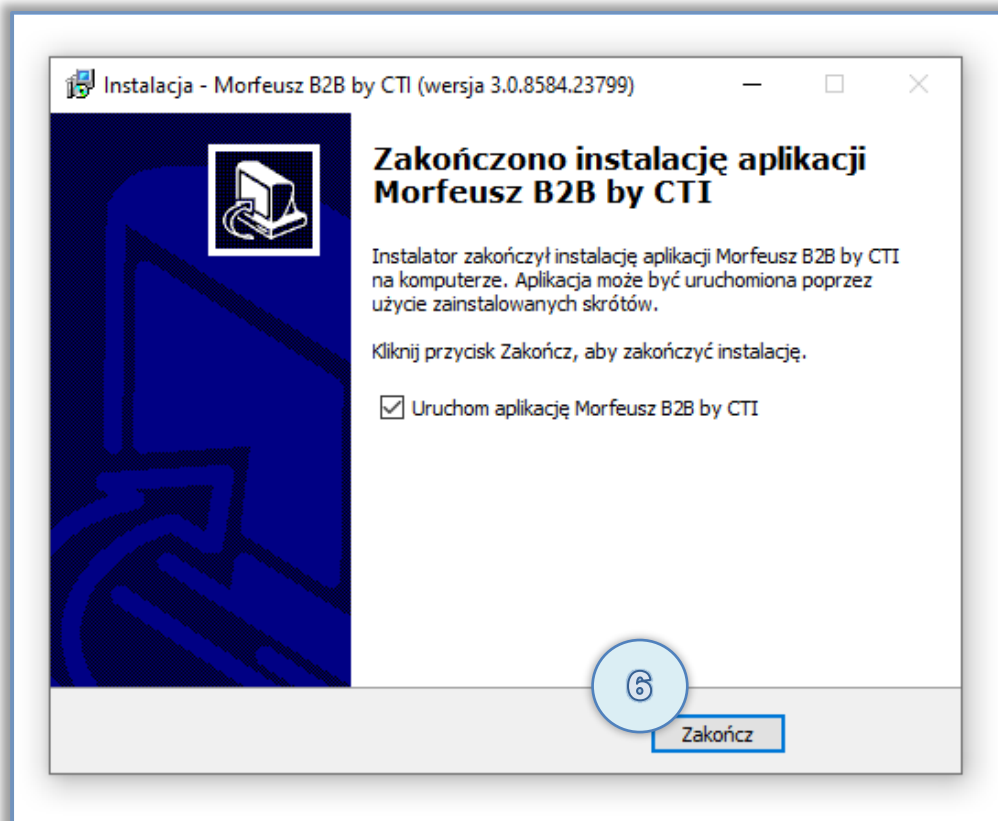 Instalacja - Morfeusz B2B by CTI (wersja 3.0.8584.23799)
Zakończono instalację aplikacji
Morfeusz B2B by CTI
Instalator zakończył instalację aplikacji Morfeusz B2B by CTI
na komputerze. Aplikacja może być uruchomiona poprzez
użycie zainstalowanych skrótów.
Kliknij przycisk Zakończ, aby zakończyć instalację.
Uruchom aplikację Morfeusz B2B by CTI
6
Zakończ